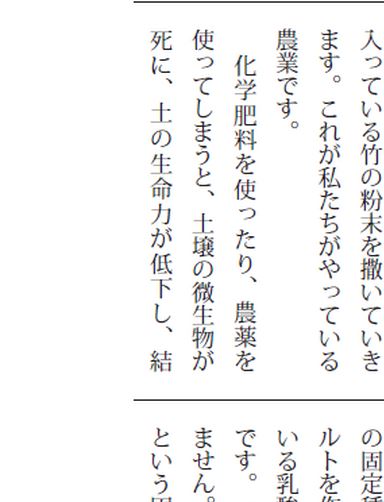 入っている竹の粉末を撒いていき
ます。これが私たちがやっている
農業です。
化学肥料を使ったり、農薬を
使ってしまうと、土壌の微生物が
死に、土の生命力が低下し、結
の固定種
ルトを作
いる乳酸
です。
ません。
という